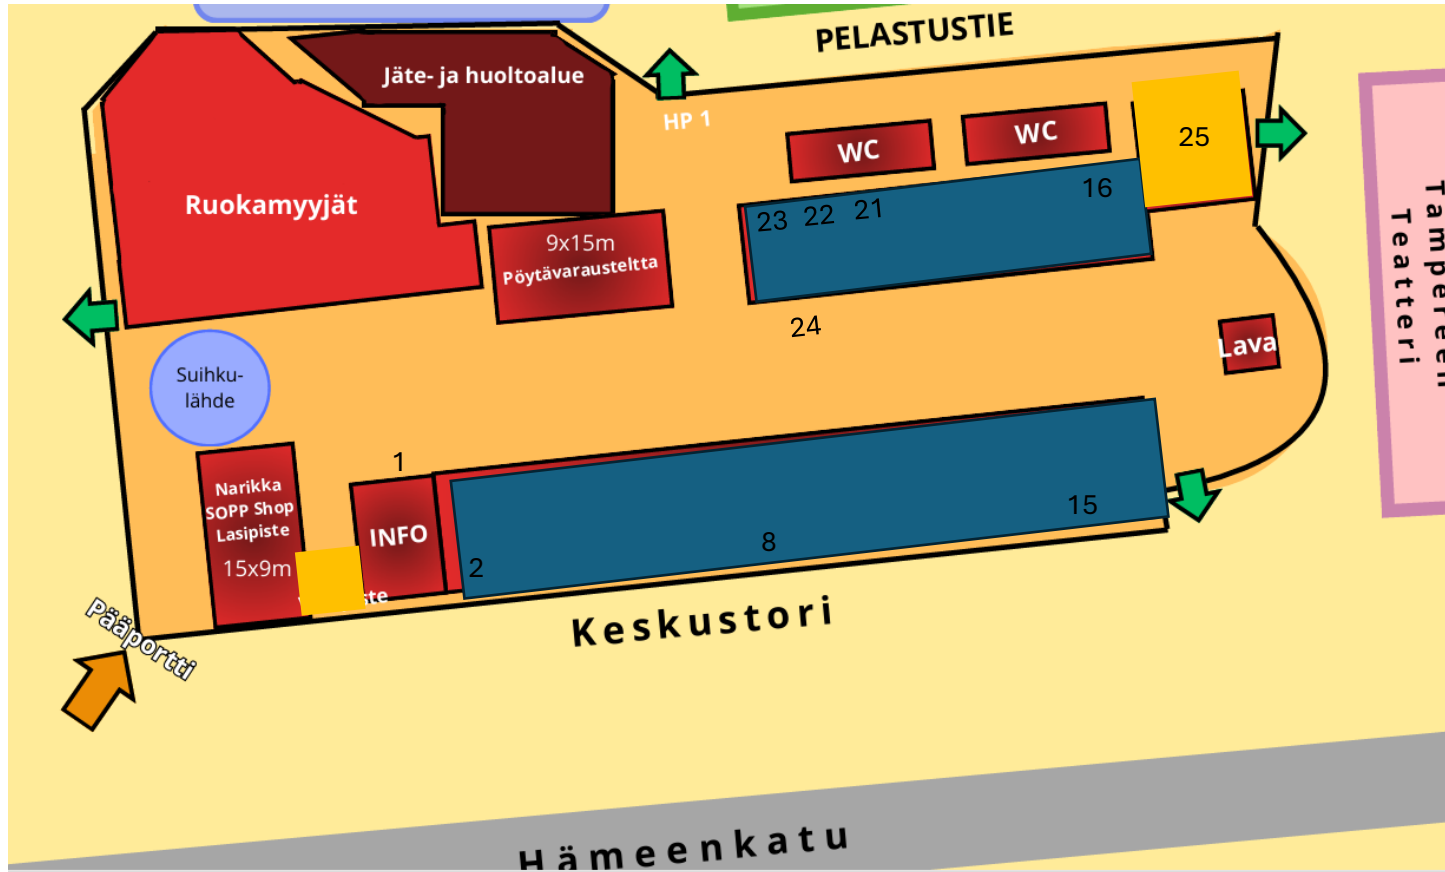 PELASTUSTIE
Jäte- ja huoltoalue
HP 1
WC
WC
25
Ruokamyyjät
16
23 22 21
9x15m
Pöytävaraustelta
24
Tampereen
Teatteri
Lava
Suihku-
lähde
1
Narikka
SOPP Shop
Lasipiste
15x9m
INFO
15
8
2
Pääportti
Keskustori
Hämeenkatu